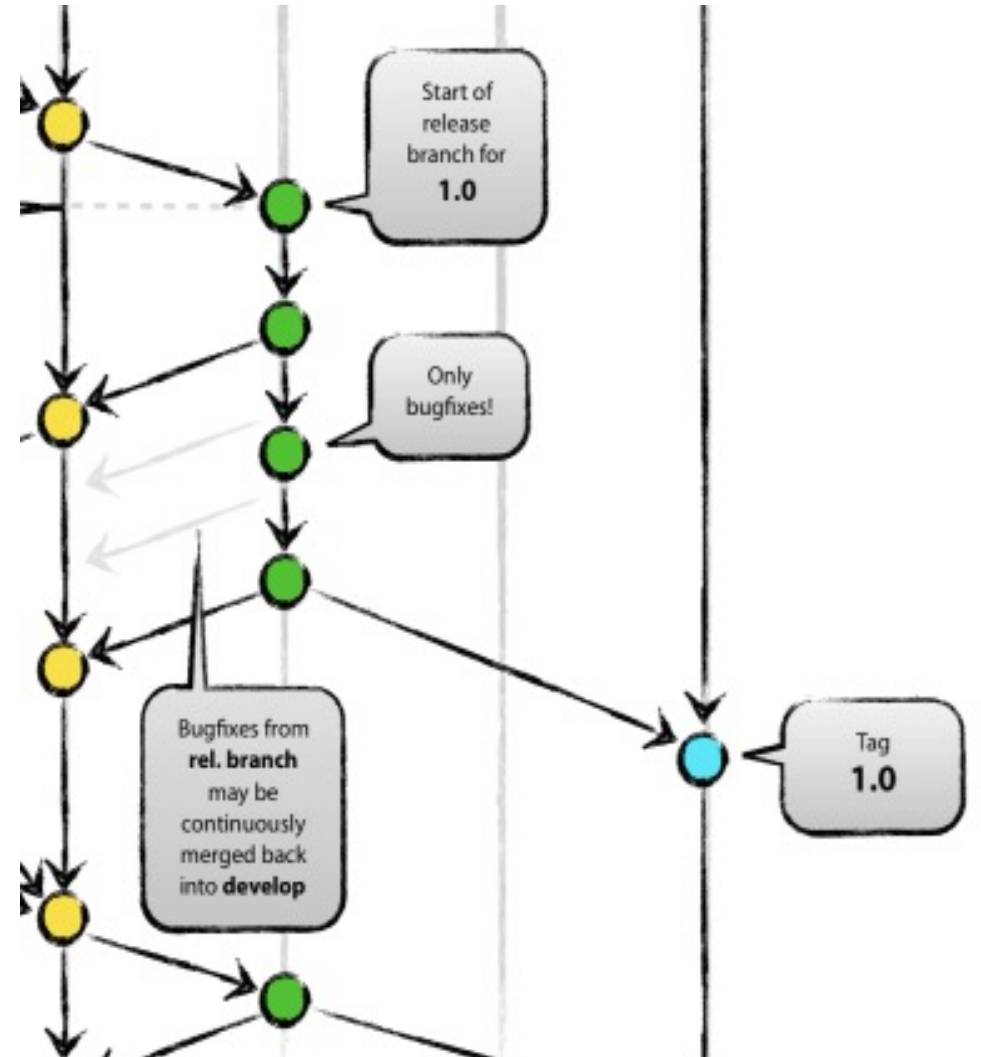 Start of
release
branch for
1.0
Only
bugfixes!
Bugfixes from
rel. branch
may be
continuously
merged back
into develop
Tag
1.0